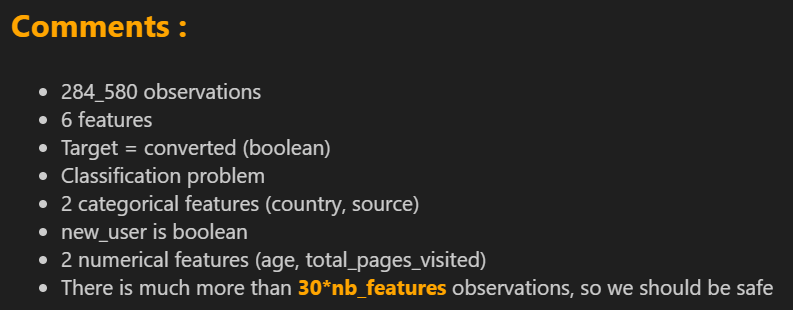 Comments :
• 284_580 observations
• 6 features
• Target = converted (boolean)
• Classification problem
• 2 categorical features (country, source)
• new_user is boolean
• 2 numerical features (age, total_pages_visited)
• There is much more than 30*nb_features observations, so we should be safe